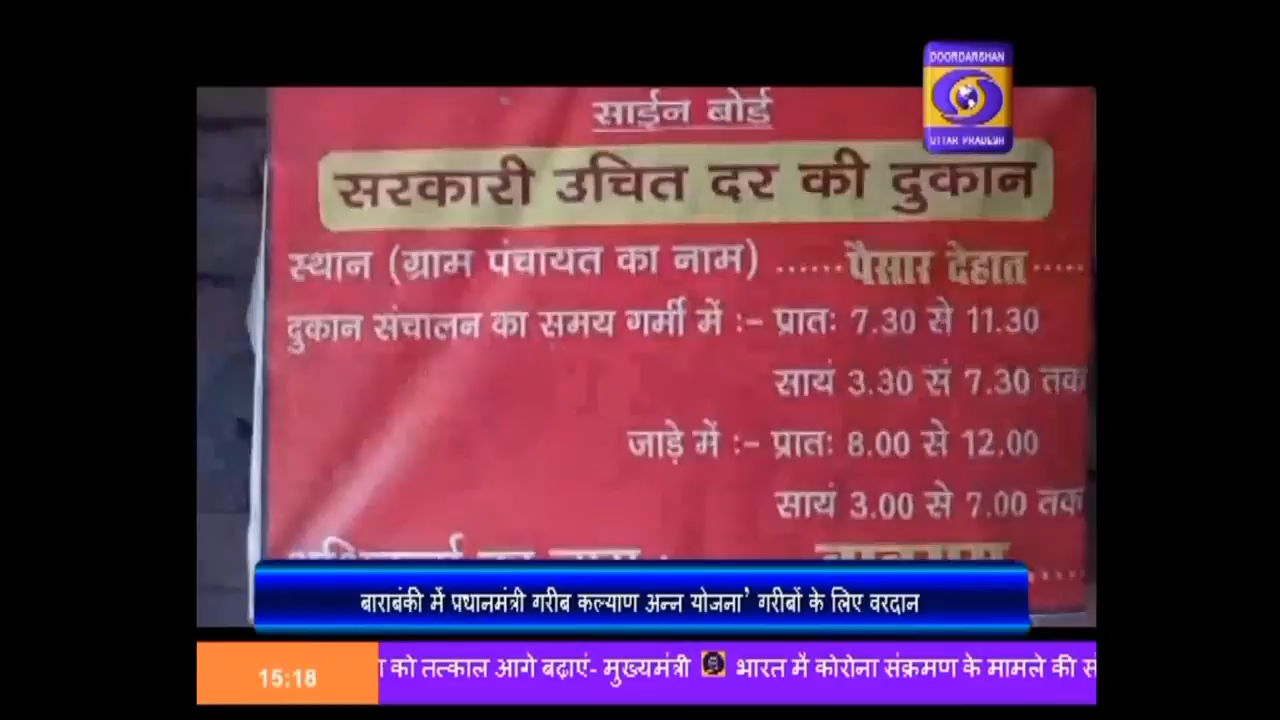 DOORDARSHAN
UTTAR PRADESH
साईन बोर्ड
सरकारी उचित दर की दुकान
स्थान (ग्राम पंचायत का नाम) ......पैसार देहात.....
दुकान संचालन का समय गर्मी में :– प्रातः 7.30 से 11.30
सायं 3.30 सं 7.30 तक
जाड़े में :– प्रातः 8.00 से 12.00
सायं 3.00 से 7.00 तक
बाराबंकी में प्रधानमंत्री गरीब कल्याण अन्न योजना’ गरीबों के लिए वरदान
15:18
को तत्काल आगे बढ़ाएं- मुख्यमंत्री भारत में कोरोना संक्रमण के मामले की